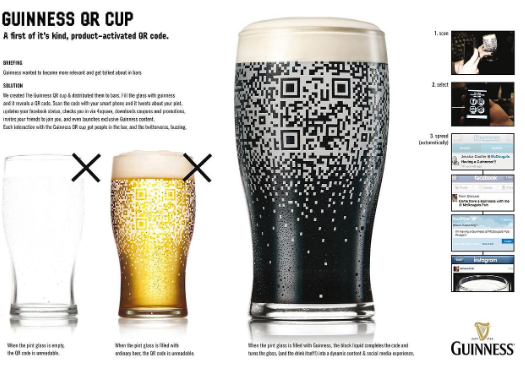 GUINNESS QR CUP
A first of it's kind, product-activated QR code.
BRIEFING
Guinness wanted to become more relevant and get talked about in bars
SOLUTION
We created The Guinness QR cup & distributed them to bars. Fill the glass with guinness
and it reveals a QR code. Scan the code with your smart phone and it tweets about your pint,
updates your facebook status, checks you in via 4square, downloads coupons and promotions,
invites your friends to join you, and even launches exclusive Guinness content.
Each interaction with the Guinness QR cup got people in the bar, and the twitterverse, buzzing.
1. scan
2. select
3. spread
(automatically)
facebook
Instagram
When the pint glass is empty,
the QR code is unreadable.
When the pint glass is filled with
ordinary beer, the QR code is unreadable.
When the pint glass is filled with Guinness, the black liquid completes the code and
turns the glass, (and the drink itself!) into a dynamic content & social media experience.
GUINNESS